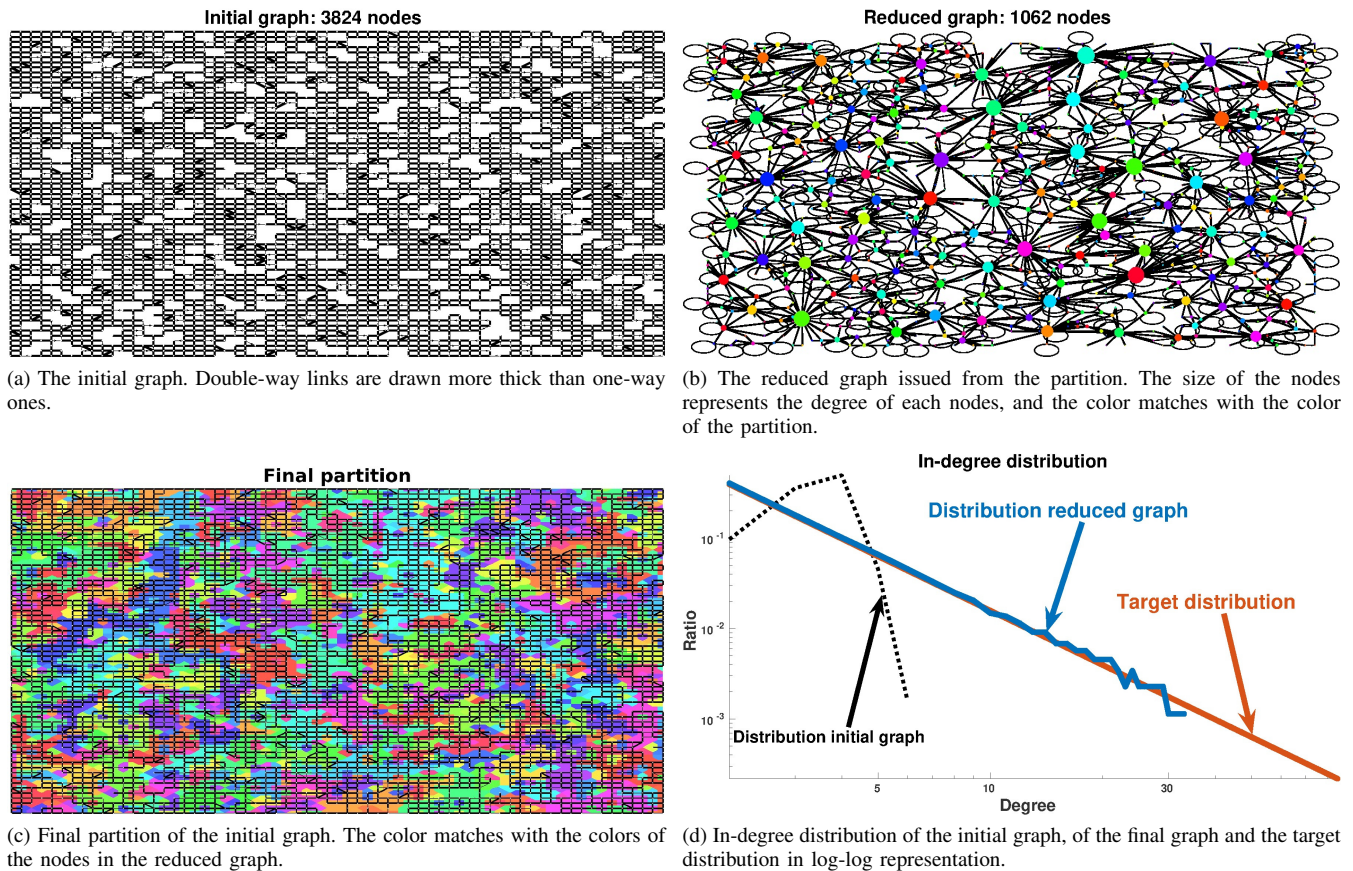 Initial graph: 3824 nodes
Reduced graph: 1062 nodes
(a) The initial graph. Double-way links are drawn more thick than one-way
ones.
(b) The reduced graph issued from the partition. The size of the nodes
represents the degree of each nodes, and the color matches with the color
of the partition.
Final partition
In-degree distribution
Distribution reduced graph
Target distribution
Distribution initial graph
Ratio
10⁻¹
10⁻²
10⁻³
5
10
30
Degree
(c) Final partition of the initial graph. The color matches with the colors of
the nodes in the reduced graph.
(d) In-degree distribution of the initial graph, of the final graph and the target
distribution in log-log representation.